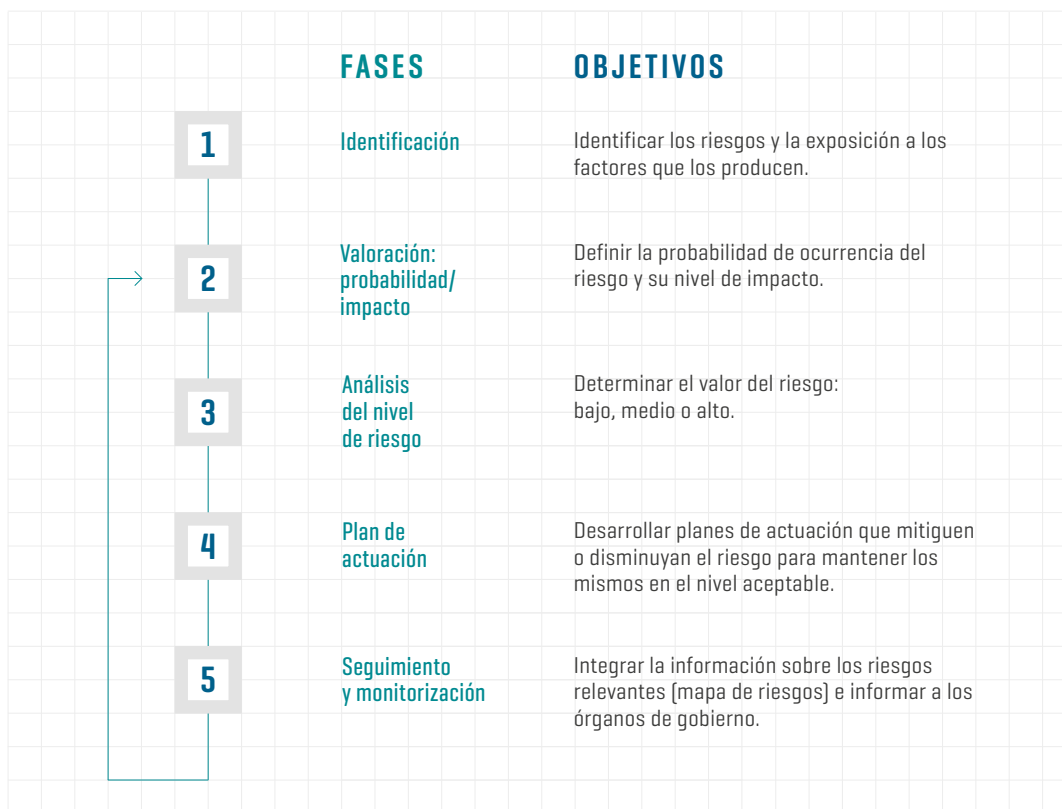 FASES
OBJETIVOS
1
Identificación
Identificar los riesgos y la exposición a los
factores que los producen.
2
Valoración:
probabilidad/
impacto
Definir la probabilidad de ocurrencia del
riesgo y su nivel de impacto.
3
Análisis
del nivel
de riesgo
Determinar el valor del riesgo:
bajo, medio o alto.
4
Plan de
actuación
Desarrollar planes de actuación que mitiguen
o disminuyan el riesgo para mantener los
mismos en el nivel aceptable.
5
Seguimiento
y monitorización
Integrar la información sobre los riesgos
relevantes (mapa de riesgos) e informar a los
órganos de gobierno.